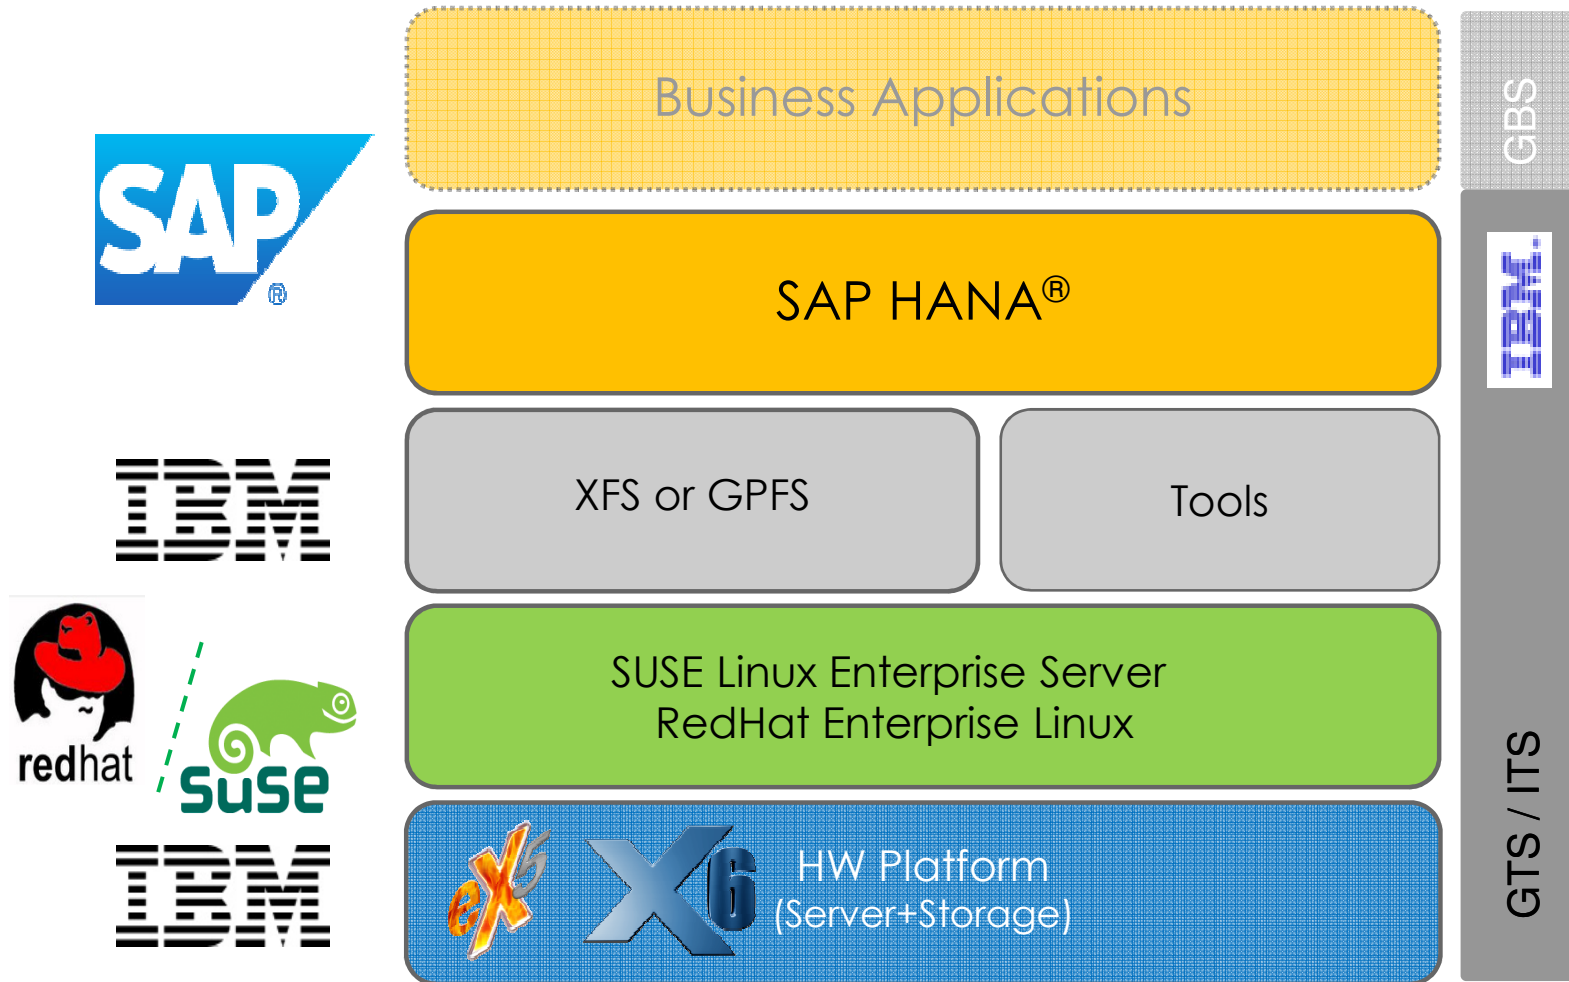 Business Applications
GBS
SAP
®
SAP HANA®
IBM.
IBM
XFS or GPFS
Tools
redhat
SUSE
SUSE Linux Enterprise Server
RedHat Enterprise Linux
GTS / ITS
IBM
eX5
X6
HW Platform
(Server+Storage)